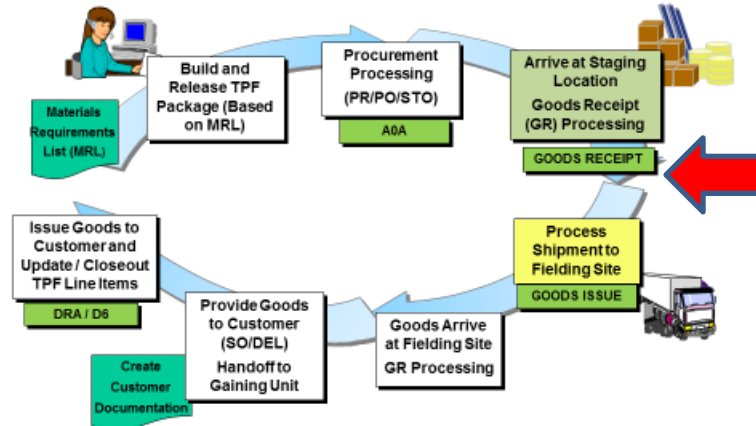 Materials
Requirements
List (MRL)
Build and
Release TPF
Package (Based
on MRL)
Procurement
Processing
(PR/PO/STO)
A0A
Arrive at Staging
Location
Goods Receipt
(GR) Processing
GOODS RECEIPT
Process
Shipment to
Fielding Site
GOODS ISSUE
Goods Arrive
at Fielding Site
GR Processing
Provide Goods
to Customer
(SO/DEL)
Handoff to
Gaining Unit
Create
Customer
Documentation
Issue Goods to
Customer and
Update / Closeout
TPF Line Items
DRA / D6